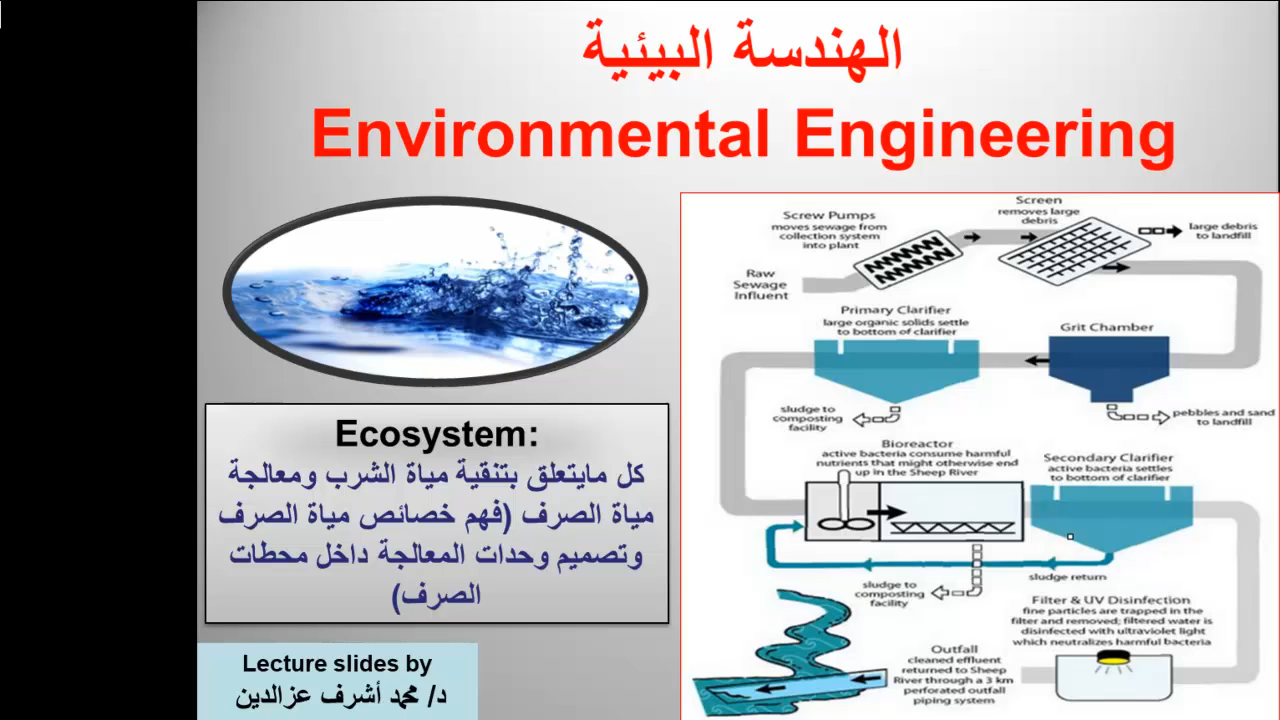 الهندسة البيئية
Environmental Engineering
Ecosystem:
كل مايتعلق بتنقية مياة الشرب ومعالجة
مياة الصرف (فهم خصائص مياة الصرف
وتصميم وحدات المعالجة داخل محطات
الصرف)
Lecture slides by
د/ محمد أشرف عزالدين
Screw Pumps
moves sewage from
collection system
into plant
Screen
removes large
debris
large debris
to landfill
Raw
Sewage
Influent
Primary Clarifier
large organic solids settle
to bottom of clarifier
Grit Chamber
sludge to
composting
facility
pebbles and sand
to landfill
Bioreactor
active bacteria consume harmful
nutrients that might otherwise end
up in the Sheep River
Secondary Clarifier
active bacteria settles
to bottom of clarifier
sludge return
sludge to
composting
facility
Filter & UV Disinfection
fine particles are trapped in the
filter and removed; filtered water is
disinfected with ultraviolet light
which neutralizes harmful bacteria
Outfall
cleaned effluent
returned to Sheep
River through a 3 km
perforated outfall
piping system